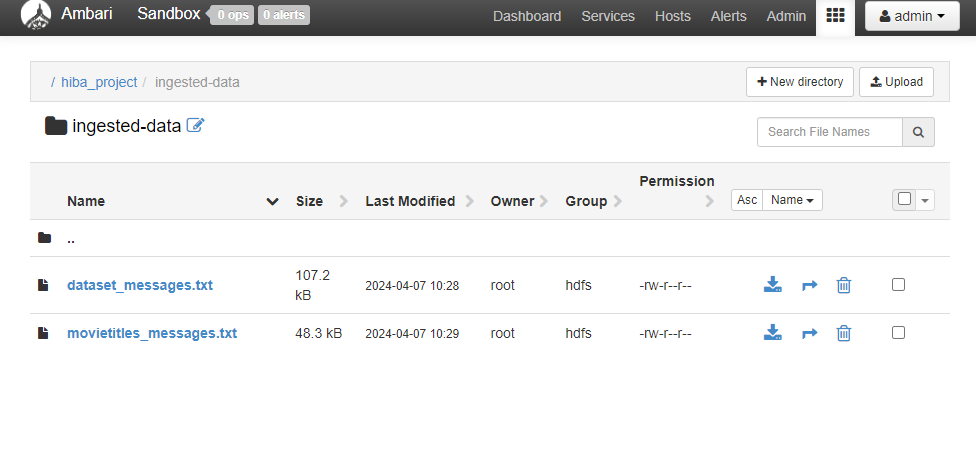 Ambari Sandbox 0 ops 0 alerts Dashboard Services Hosts Alerts Admin admin
/ hiba_project / ingested-data New directory Upload
ingested-data
Search File Names
Name Size Last Modified Owner Group Permission Asc Name
..
dataset_messages.txt 107.2 kB 2024-04-07 10:28 root hdfs -rw-r--r--
movietitles_messages.txt 48.3 kB 2024-04-07 10:29 root hdfs -rw-r--r--